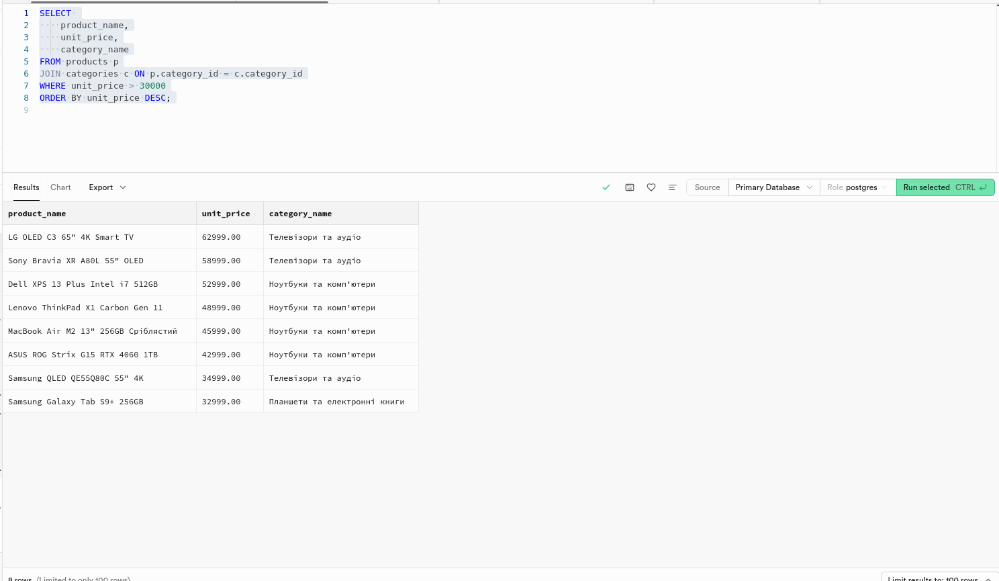 1 SELECT
2 product_name,
3 unit_price,
4 category_name
5 FROM products p
6 JOIN categories c ON p.category_id = c.category_id
7 WHERE unit_price > 30000
8 ORDER BY unit_price DESC;
9
Results Chart Export Source Primary Database Role postgres Run selected CTRL
product_name unit_price category_name
LG OLED C3 65" 4K Smart TV 62999.00 Телевізори та аудіо
Sony Bravia XR A80L 55" OLED 58999.00 Телевізори та аудіо
Dell XPS 13 Plus Intel i7 512GB 52999.00 Ноутбуки та комп'ютери
Lenovo ThinkPad X1 Carbon Gen 11 48999.00 Ноутбуки та комп'ютери
MacBook Air M2 13" 256GB Сріблястий 45999.00 Ноутбуки та комп'ютери
ASUS ROG Strix G15 RTX 4060 1TB 42999.00 Ноутбуки та комп'ютери
Samsung QLED QE55Q80C 55" 4K 34999.00 Телевізори та аудіо
Samsung Galaxy Tab S9+ 256GB 32999.00 Планшети та електронні книги
8 rows (Limited to only 100 rows) Limit results to: 100 rows